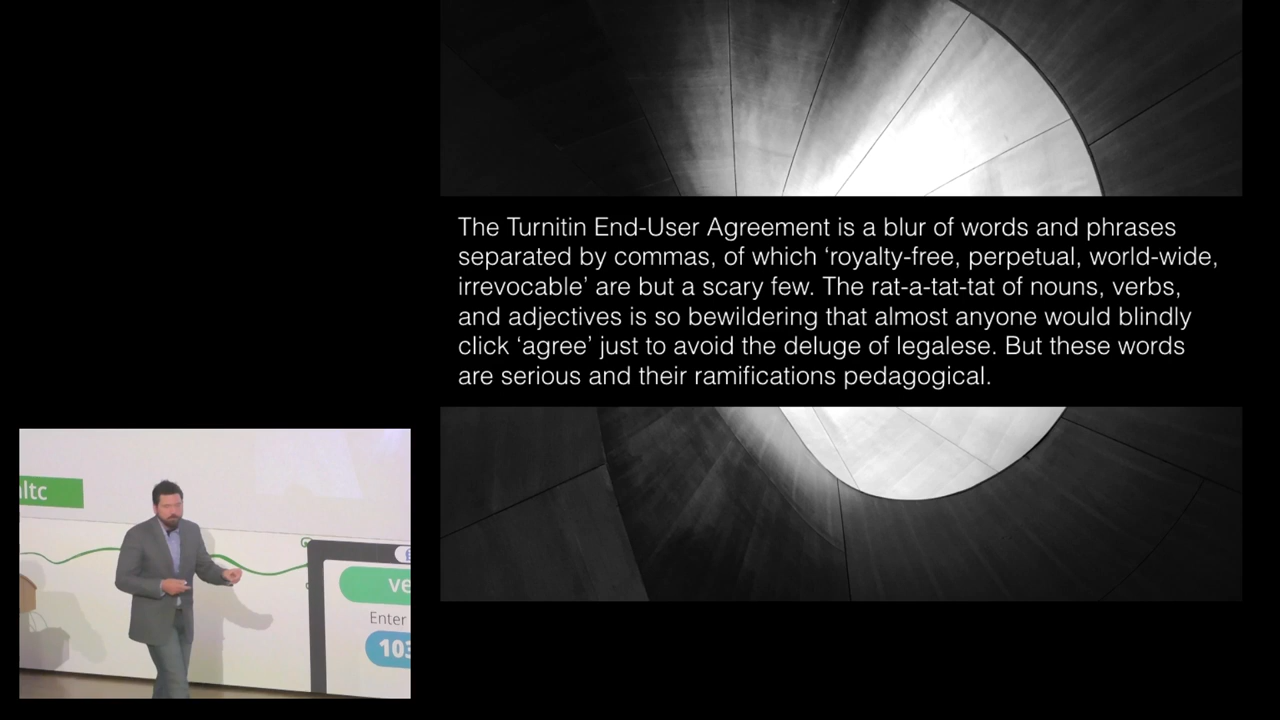 The Turnitin End-User Agreement is a blur of words and phrases
separated by commas, of which ‘royalty-free, perpetual, world-wide,
irrevocable’ are but a scary few. The rat-a-tat-tat of nouns, verbs,
and adjectives is so bewildering that almost anyone would blindly
click ‘agree’ just to avoid the deluge of legalese. But these words
are serious and their ramifications pedagogical.
ltc
ve
Enter
103